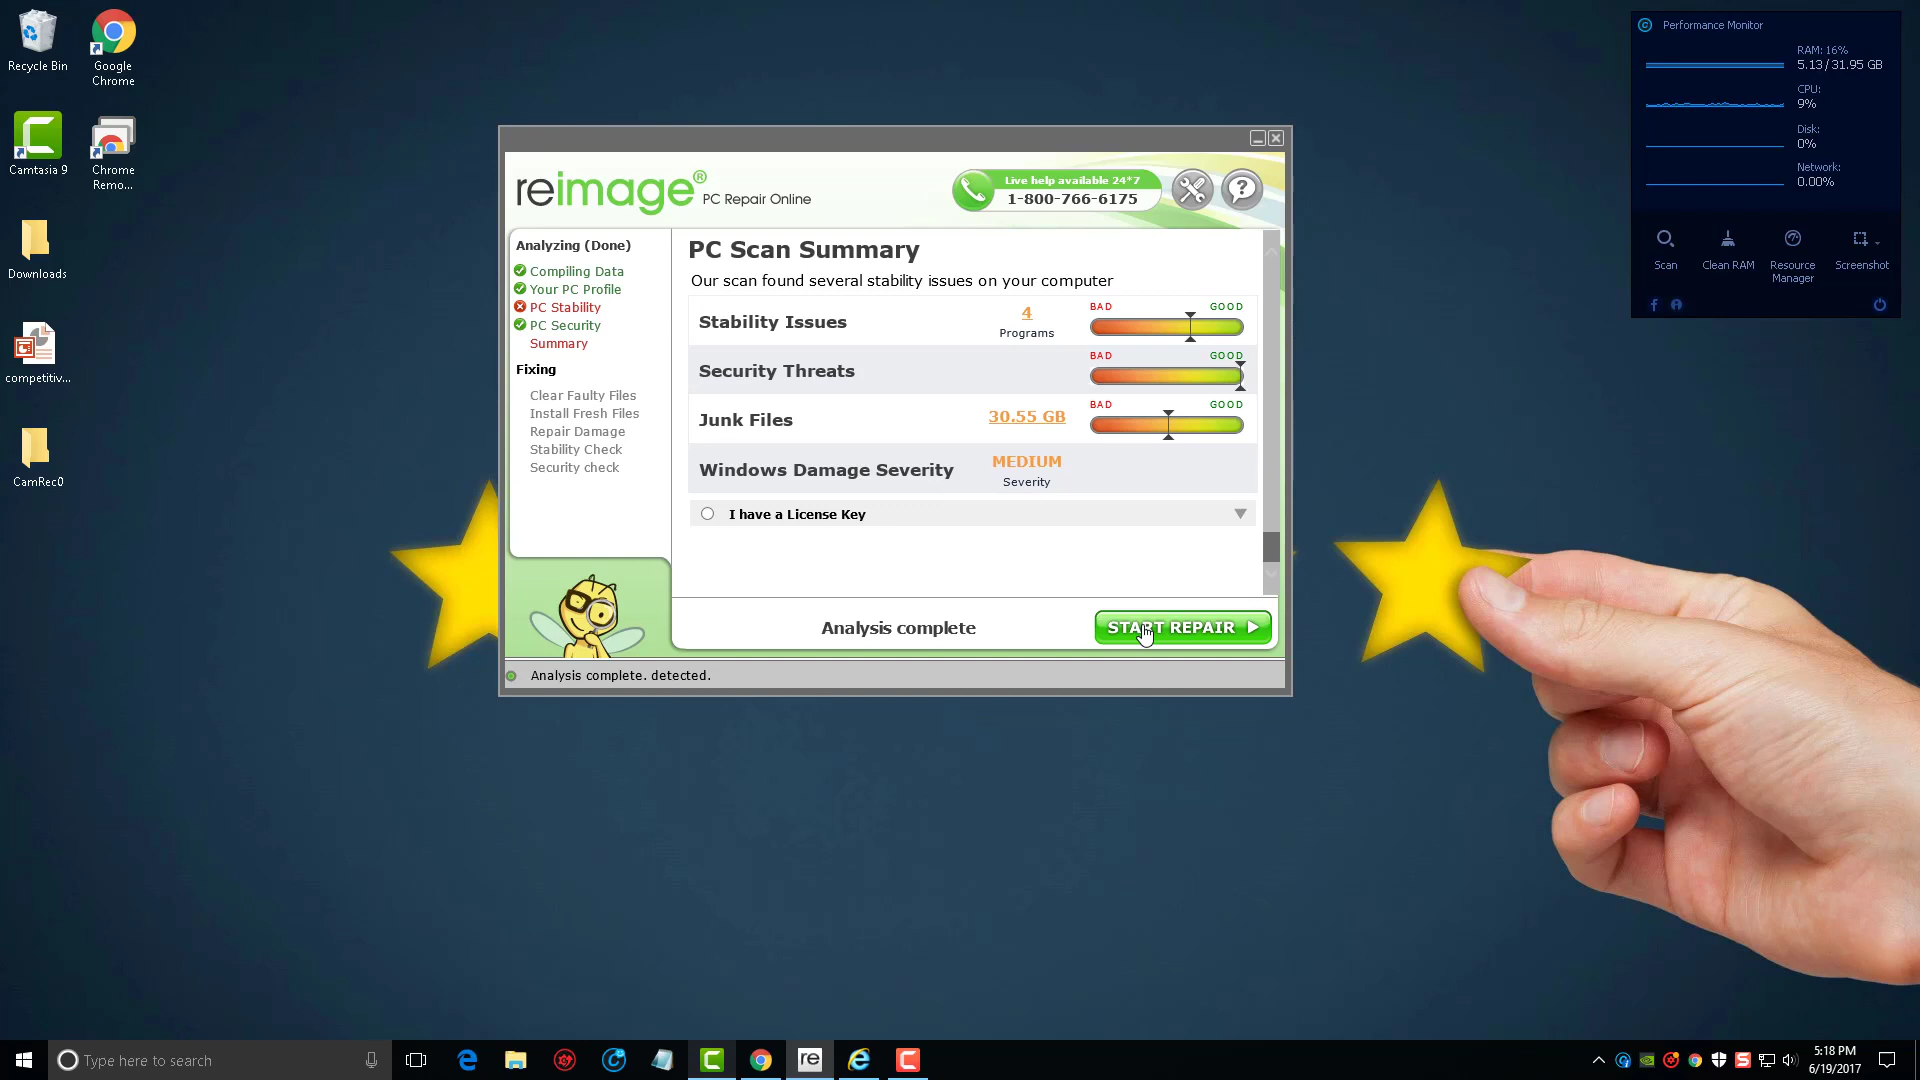 Recycle Bin
Google
Chrome
Camtasia 9
Chrome
Remo...
Downloads
competitiv...
CamRec0
Performance Monitor
RAM: 16%
5.13/31.95 GB
CPU:
9%
Disk:
0%
Network:
0.00%
Scan
Clean RAM
Resource
Manager
Screenshot
reimage® PC Repair Online
Live help available 24*7
1-800-766-6175
Analyzing (Done)
Compiling Data
Your PC Profile
PC Stability
PC Security
Summary
Fixing
Clear Faulty Files
Install Fresh Files
Repair Damage
Stability Check
Security check
PC Scan Summary
Our scan found several stability issues on your computer
Stability Issues
4
Programs
BAD GOOD
Security Threats
BAD GOOD
Junk Files
30.55 GB
BAD GOOD
Windows Damage Severity
MEDIUM
Severity
I have a License Key
Analysis complete
START REPAIR
Analysis complete. detected.
Type here to search
re
5:18 PM
6/19/2017